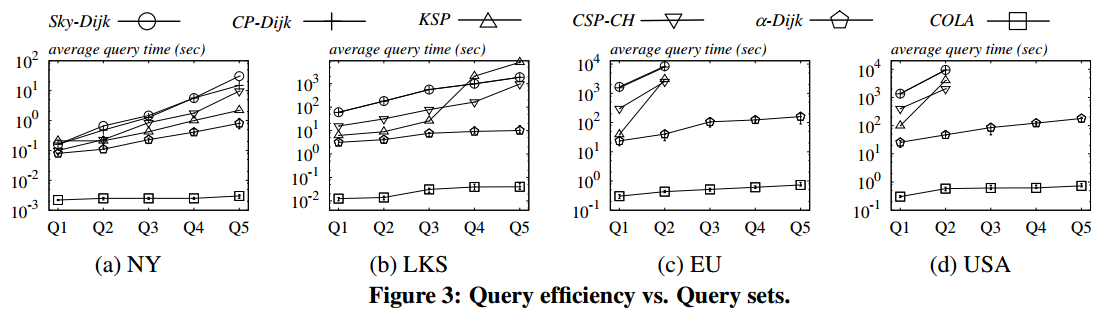 Sky-Dijk CP-Dijk KSP CSP-CH α-Dijk COLA
average query time (sec) average query time (sec) average query time (sec) average query time (sec)
10^2 10^1 10^0 10^-1 10^-2 10^-3
Q1 Q2 Q3 Q4 Q5
10^3 10^2 10^1 10^0 10^-1 10^-2
Q1 Q2 Q3 Q4 Q5
10^4 10^3 10^2 10^1 10^0 10^-1
Q1 Q2 Q3 Q4 Q5
10^4 10^3 10^2 10^1 10^0 10^-1
Q1 Q2 Q3 Q4 Q5
(a) NY (b) LKS (c) EU (d) USA
Figure 3: Query efficiency vs. Query sets.